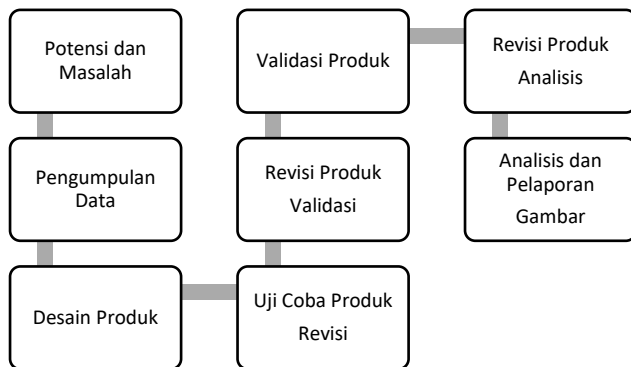 Potensi dan
Masalah
Pengumpulan
Data
Desain Produk
Uji Coba Produk
Revisi
Revisi Produk
Validasi
Validasi Produk
Revisi Produk
Analisis
Analisis dan
Pelaporan
Gambar